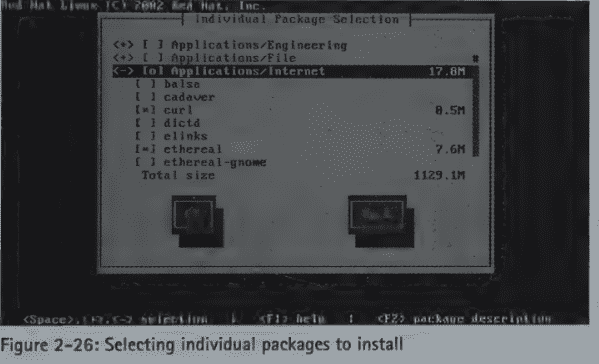 Red Hat Linux (C) 2002 Red Hat, Inc.
Individual Package Selection
<+> [ ] Applications/Engineering
<+> [ ] Applications/File
<-> [o] Applications/Internet 17.8M
[ ] balsa
[ ] cadaver
[*] curl 0.5M
[ ] dictd
[ ] elinks
[*] ethereal 7.6M
[ ] ethereal-gnome
Total size 1129.1M
<Space>,<+>,<-> selection | <F1> help | <F2> package description
Figure 2-26: Selecting individual packages to install